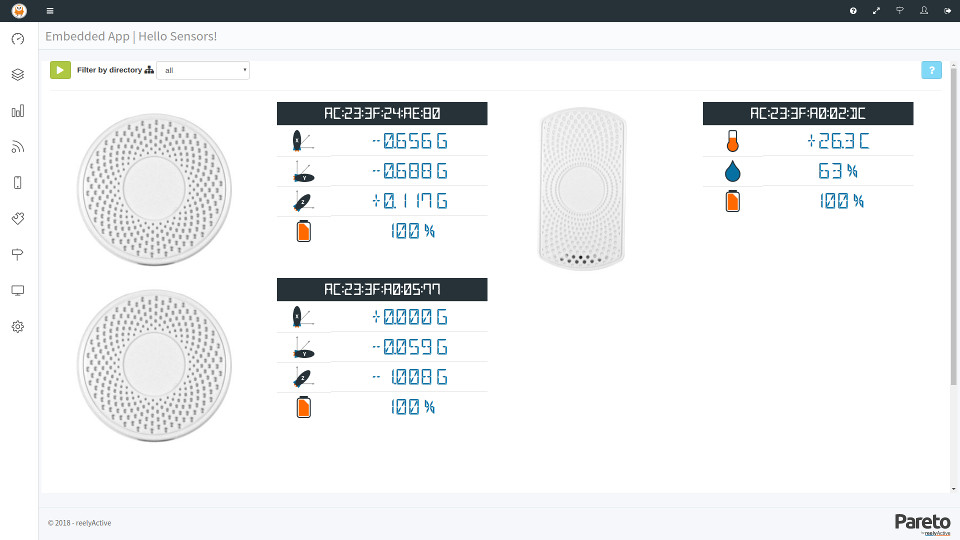 Embedded App | Hello Sensors!
Filter by directory all
?
AC:23:3F:24:AE:80
X -0.656 G
Y -0.688 G
Z +0.117 G
100 %
AC:23:3F:A0:02:DC
+26.3 C
63 %
100 %
AC:23:3F:A0:05:77
X +0.000 G
Y -0.059 G
Z -1.008 G
100 %
© 2018 - reelyActive
Pareto
by reelyActive